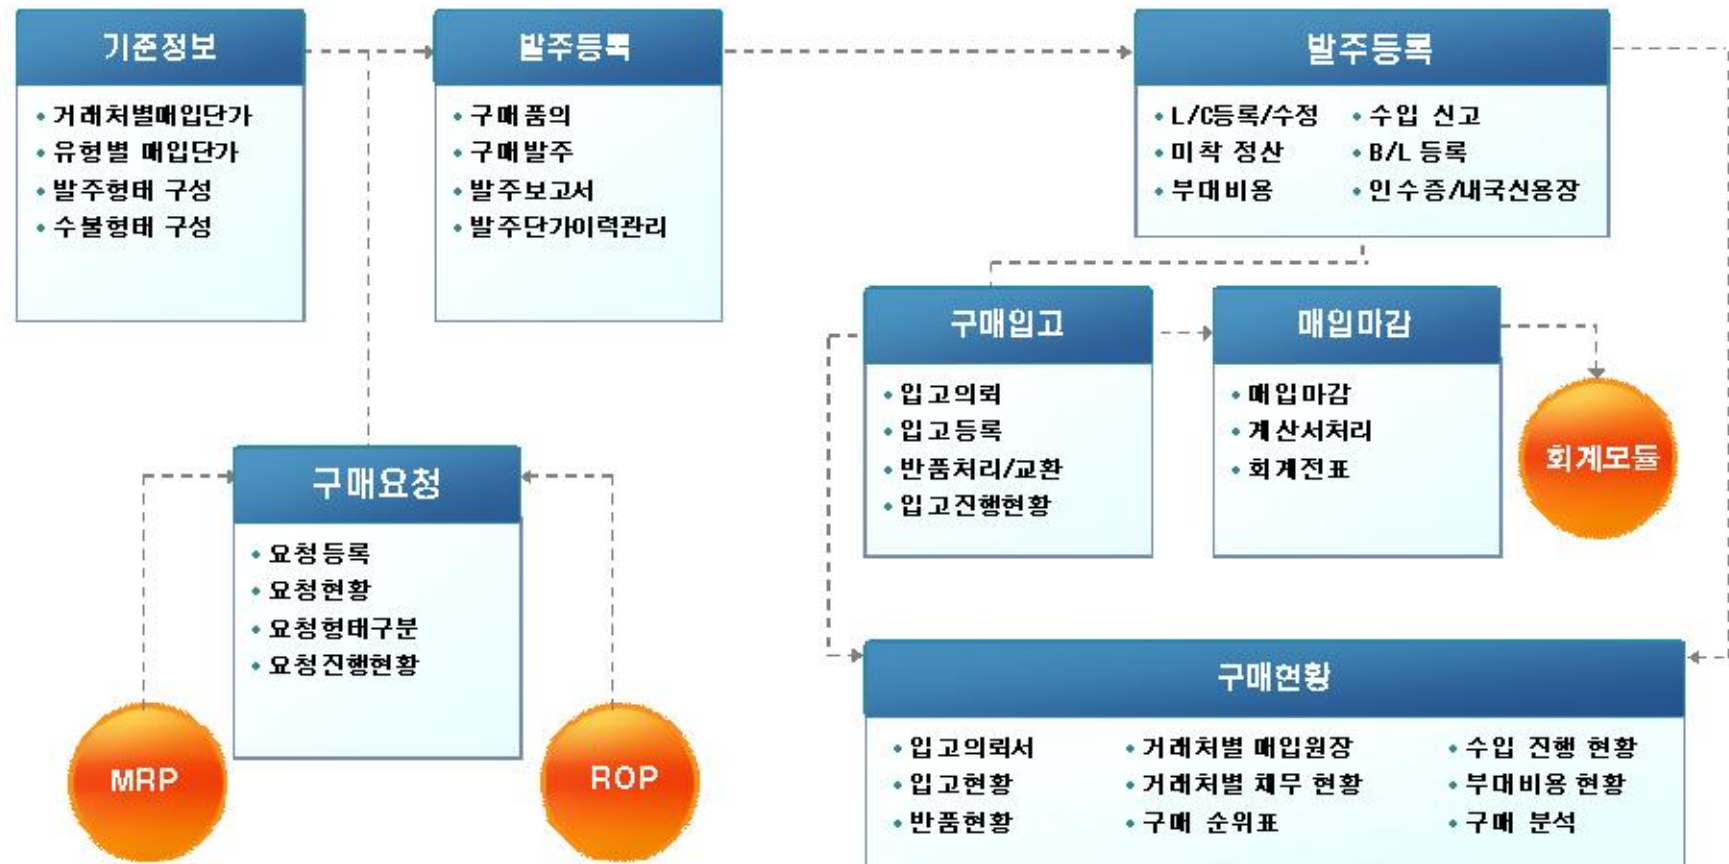 기준정보
• 거래처별매입단가
• 유형별 매입단가
• 발주형태 구성
• 수불형태 구성
발주등록
• 구매품의
• 구매발주
• 발주보고서
• 발주단가이력관리
발주등록
• L/C등록/수정 • 수입 신고
• 미착 정산 • B/L 등록
• 부대비용 • 인수증/내국신용장
구매요청
• 요청등록
• 요청현황
• 요청형태구분
• 요청진행현황
MRP
ROP
구매입고
• 입고의뢰
• 입고등록
• 반품처리/교환
• 입고진행현황
매입마감
• 매입마감
• 계산서처리
• 회계전표
회계모듈
구매현황
• 입고의뢰서 • 거래처별 매입원장 • 수입 진행 현황
• 입고현황 • 거래처별 채무 현황 • 부대비용 현황
• 반품현황 • 구매 순위표 • 구매 분석